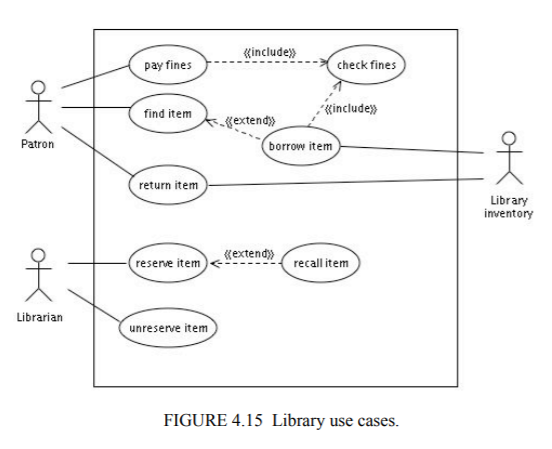 pay fines
<<include>>
check fines
find item
<<extend>>
<<include>>
borrow item
Patron
return item
Library
inventory
reserve item
<<extend>>
recall item
Librarian
unreserve item
FIGURE 4.15 Library use cases.